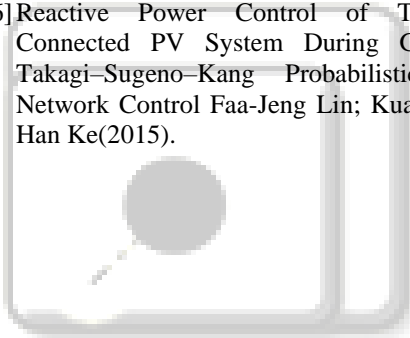 ] Reactive Power Control of T
Connected PV System During G
Takagi–Sugeno–Kang Probabilistic
Network Control Faa-Jeng Lin; Kua
Han Ke(2015).